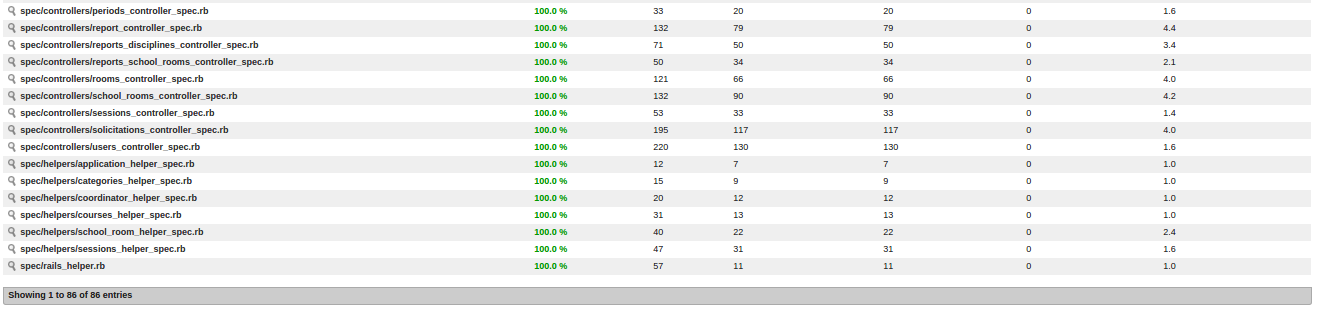 spec/controllers/periods_controller_spec.rb 100.0 % 33 20 20 0 1.6
spec/controllers/report_controller_spec.rb 100.0 % 132 79 79 0 4.4
spec/controllers/reports_disciplines_controller_spec.rb 100.0 % 71 50 50 0 3.4
spec/controllers/reports_school_rooms_controller_spec.rb 100.0 % 50 34 34 0 2.1
spec/controllers/rooms_controller_spec.rb 100.0 % 121 66 66 0 4.0
spec/controllers/school_rooms_controller_spec.rb 100.0 % 132 90 90 0 4.2
spec/controllers/sessions_controller_spec.rb 100.0 % 53 33 33 0 1.4
spec/controllers/solicitations_controller_spec.rb 100.0 % 195 117 117 0 4.0
spec/controllers/users_controller_spec.rb 100.0 % 220 130 130 0 1.6
spec/helpers/application_helper_spec.rb 100.0 % 12 7 7 0 1.0
spec/helpers/categories_helper_spec.rb 100.0 % 15 9 9 0 1.0
spec/helpers/coordinator_helper_spec.rb 100.0 % 20 12 12 0 1.0
spec/helpers/courses_helper_spec.rb 100.0 % 31 13 13 0 1.0
spec/helpers/school_room_helper_spec.rb 100.0 % 40 22 22 0 2.4
spec/helpers/sessions_helper_spec.rb 100.0 % 47 31 31 0 1.6
spec/rails_helper.rb 100.0 % 57 11 11 0 1.0
Showing 1 to 86 of 86 entries